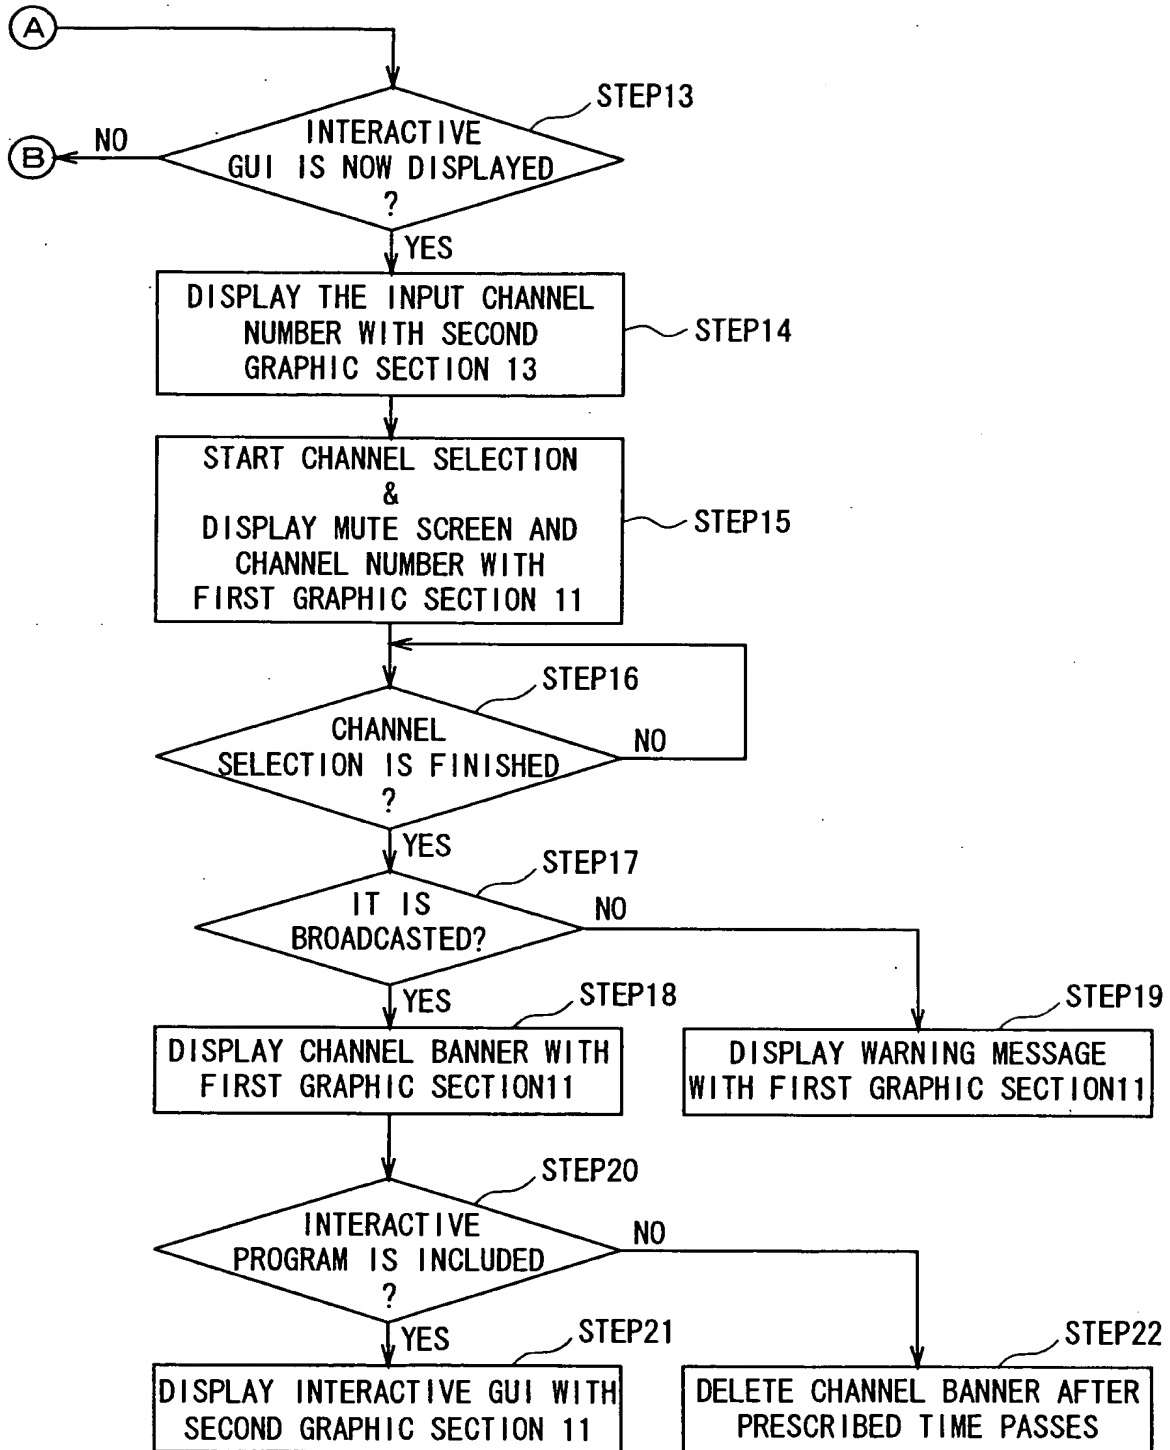 A
STEP13
INTERACTIVE
GUI IS NOW DISPLAYED
?
NO
B
YES
DISPLAY THE INPUT CHANNEL
NUMBER WITH SECOND
GRAPHIC SECTION 13
STEP14
START CHANNEL SELECTION
&
DISPLAY MUTE SCREEN AND
CHANNEL NUMBER WITH
FIRST GRAPHIC SECTION 11
STEP15
STEP16
CHANNEL
SELECTION IS FINISHED
?
NO
YES
STEP17
IT IS
BROADCASTED?
NO
YES
STEP18
DISPLAY CHANNEL BANNER WITH
FIRST GRAPHIC SECTION11
STEP19
DISPLAY WARNING MESSAGE
WITH FIRST GRAPHIC SECTION11
STEP20
INTERACTIVE
PROGRAM IS INCLUDED
?
NO
YES
STEP21
DISPLAY INTERACTIVE GUI WITH
SECOND GRAPHIC SECTION 11
STEP22
DELETE CHANNEL BANNER AFTER
PRESCRIBED TIME PASSES